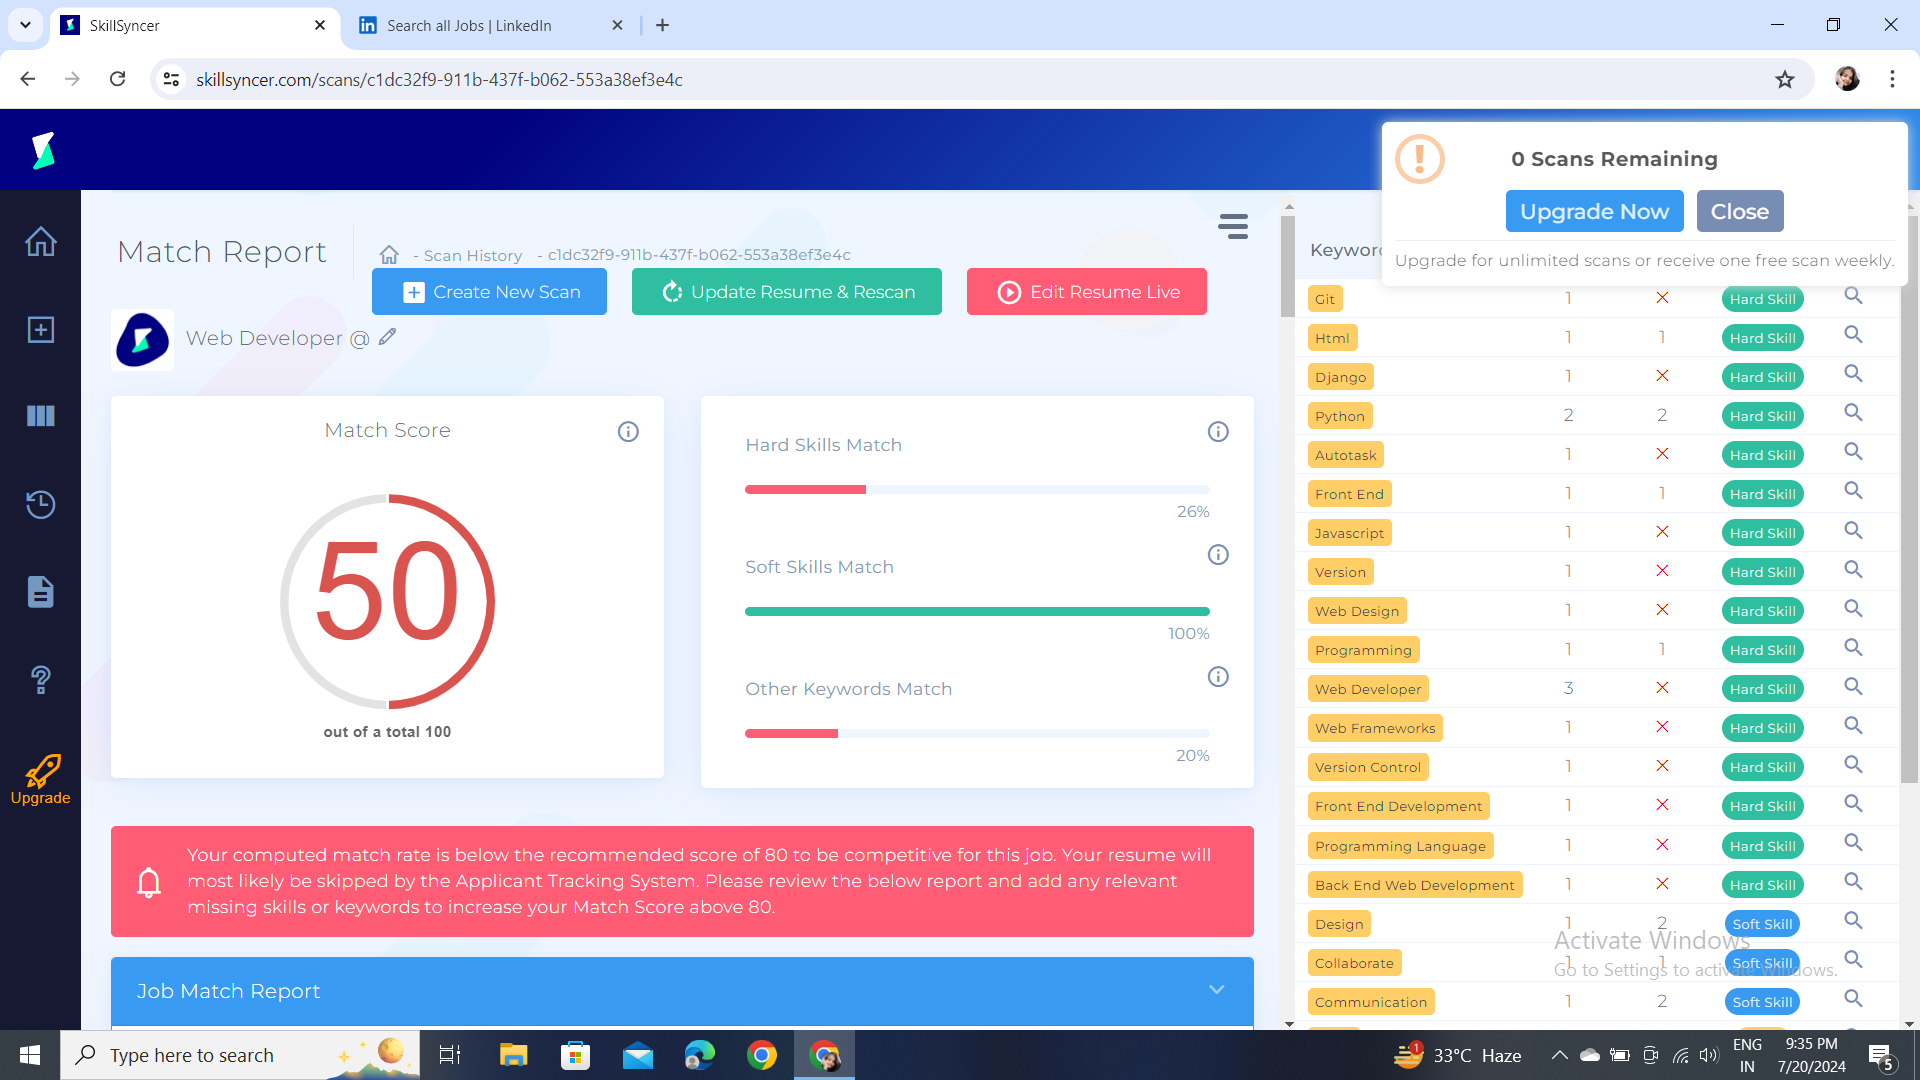 SkillSyncer
Search all Jobs | LinkedIn
skillsyncer.com/scans/c1dc32f9-911b-437f-b062-553a38ef3e4c
0 Scans Remaining
Upgrade Now
Close
Upgrade for unlimited scans or receive one free scan weekly.
Match Report
- Scan History - c1dc32f9-911b-437f-b062-553a38ef3e4c
Create New Scan
Update Resume & Rescan
Edit Resume Live
Web Developer @
Match Score
50
out of a total 100
Hard Skills Match
26%
Soft Skills Match
100%
Other Keywords Match
20%
Your computed match rate is below the recommended score of 80 to be competitive for this job. Your resume will
most likely be skipped by the Applicant Tracking System. Please review the below report and add any relevant
missing skills or keywords to increase your Match Score above 80.
Job Match Report
Upgrade
Git 1 Hard Skill
Html 1 1 Hard Skill
Django 1 Hard Skill
Python 2 2 Hard Skill
Autotask 1 Hard Skill
Front End 1 1 Hard Skill
Javascript 1 Hard Skill
Version 1 Hard Skill
Web Design 1 Hard Skill
Programming 1 1 Hard Skill
Web Developer 3 Hard Skill
Web Frameworks 1 Hard Skill
Version Control 1 Hard Skill
Front End Development 1 Hard Skill
Programming Language 1 Hard Skill
Back End Web Development 1 Hard Skill
Design 1 2 Soft Skill
Collaborate 1 1 Soft Skill
Communication 1 2 Soft Skill
Activate Windows
Go to Settings to activate Windows.
Type here to search
1
33°C Haze
ENG
IN
9:35 PM
7/20/2024
5